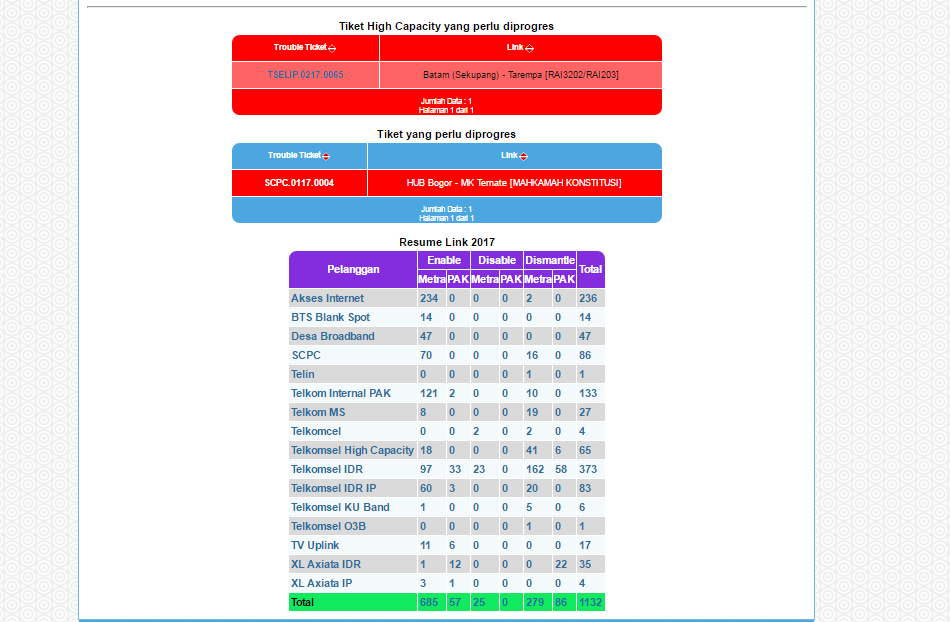 Tiket High Capacity yang perlu diprogres
Trouble Ticket Link
TSELIP.0217.0065 Batam (Sekupang) - Tarempa [RAI3202/RAI203]
Jumlah Data : 1
Halaman 1 dari 1
Tiket yang perlu diprogres
Trouble Ticket Link
SCPC.0117.0004 HUB Bogor - MK Ternate [MAHKAMAH KONSTITUSI]
Jumlah Data : 1
Halaman 1 dari 1
Resume Link 2017
Pelanggan Enable Disable Dismantle Total
Metra PAK Metra PAK Metra PAK
Akses Internet 234 0 0 0 2 0 236
BTS Blank Spot 14 0 0 0 0 0 14
Desa Broadband 47 0 0 0 0 0 47
SCPC 70 0 0 0 16 0 86
Telin 0 0 0 0 1 0 1
Telkom Internal PAK 121 2 0 0 10 0 133
Telkom MS 8 0 0 0 19 0 27
Telkomcel 0 0 2 0 2 0 4
Telkomsel High Capacity 18 0 0 0 41 6 65
Telkomsel IDR 97 33 23 0 162 58 373
Telkomsel IDR IP 60 3 0 0 20 0 83
Telkomsel KU Band 1 0 0 0 5 0 6
Telkomsel O3B 0 0 0 0 1 0 1
TV Uplink 11 6 0 0 0 0 17
XL Axiata IDR 1 12 0 0 0 22 35
XL Axiata IP 3 1 0 0 0 0 4
Total 685 57 25 0 279 86 1132